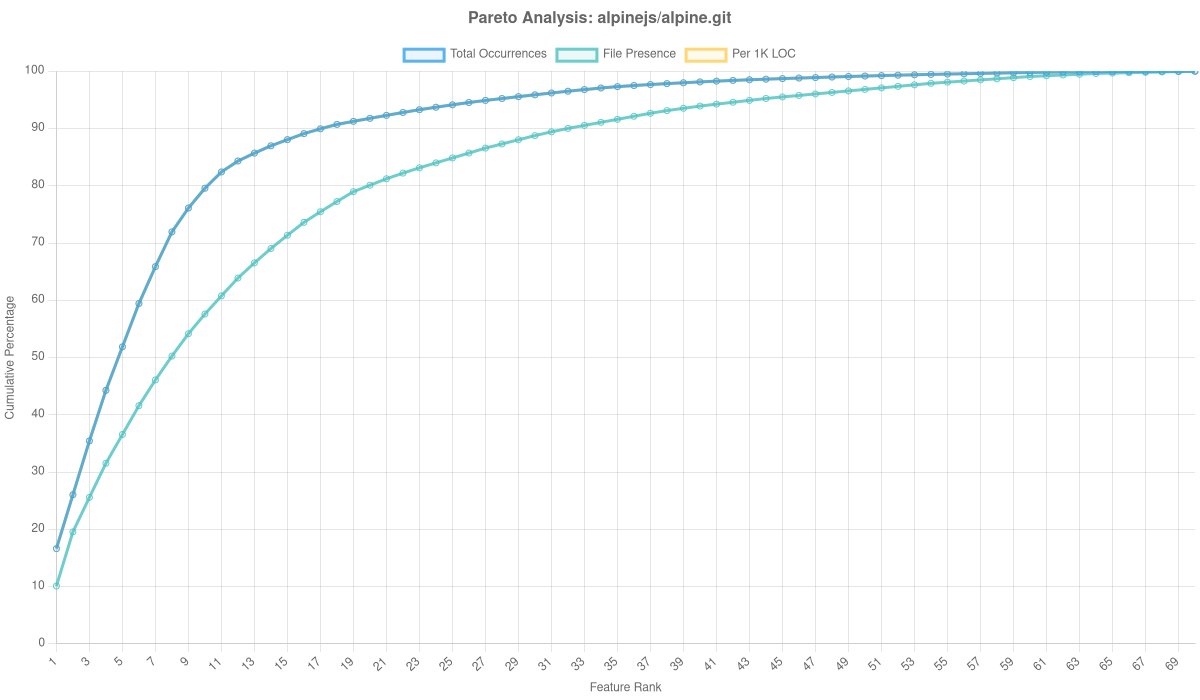 Pareto Analysis: alpinejs/alpine.git
Total Occurrences File Presence Per 1K LOC
100
90
80
70
60
50
40
30
20
10
0
Cumulative Percentage
1 3 5 7 9 11 13 15 17 19 21 23 25 27 29 31 33 35 37 39 41 43 45 47 49 51 53 55 57 59 61 63 65 67 69
Feature Rank